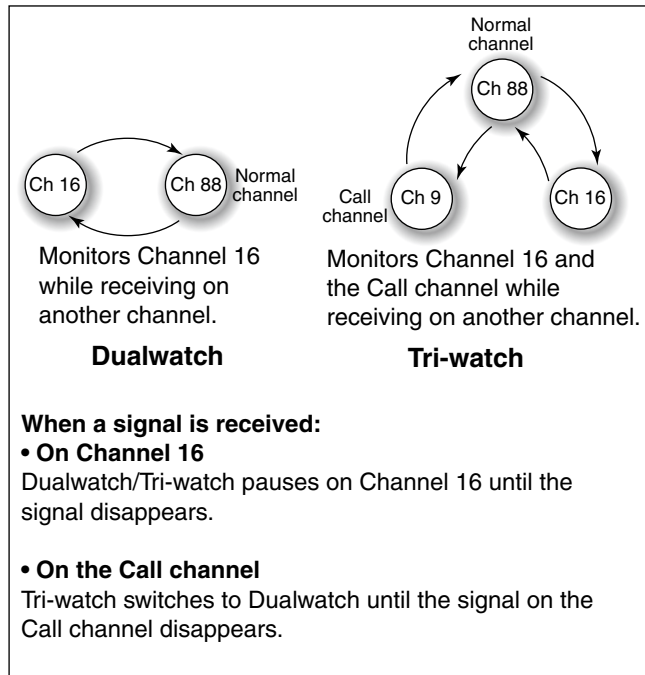 Ch 16
Ch 88
Normal
channel
Monitors Channel 16
while receiving on
another channel.
Dualwatch
Normal
channel
Ch 88
Call
channel
Ch 9
Ch 16
Monitors Channel 16 and
the Call channel while
receiving on another channel.
Tri-watch
When a signal is received:
• On Channel 16
Dualwatch/Tri-watch pauses on Channel 16 until the
signal disappears.
• On the Call channel
Tri-watch switches to Dualwatch until the signal on the
Call channel disappears.